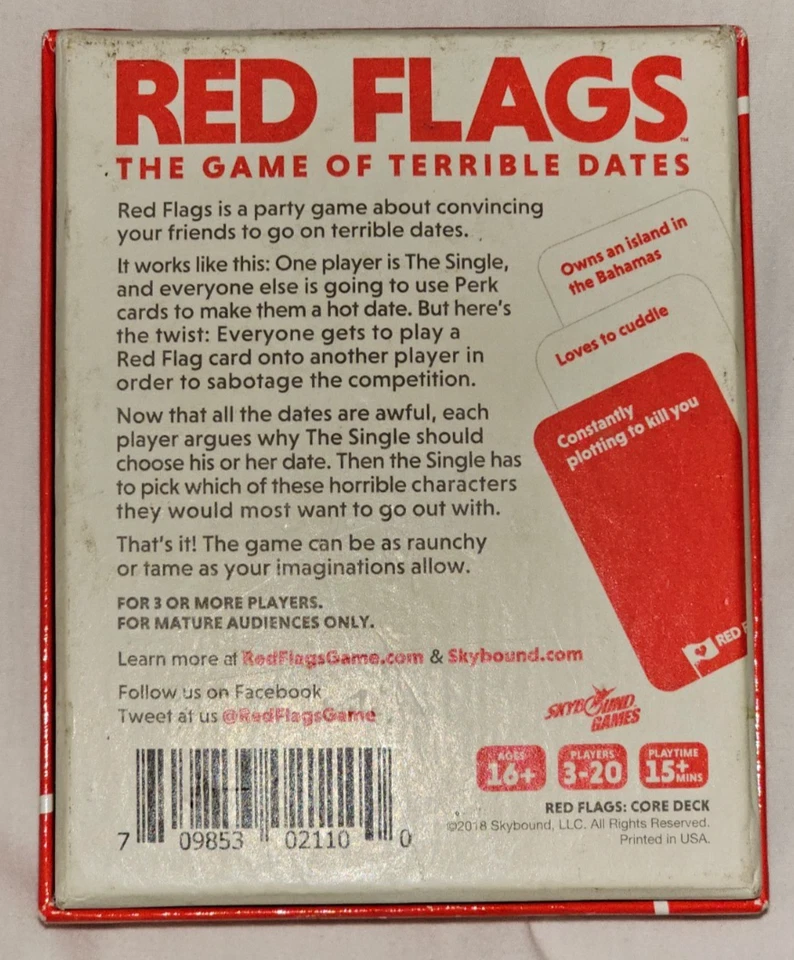 RED FLAGS™
THE GAME OF TERRIBLE DATES
Red Flags is a party game about convincing
your friends to go on terrible dates.
It works like this: One player is The Single,
and everyone else is going to use Perk
cards to make them a hot date. But here's
the twist: Everyone gets to play a
Red Flag card onto another player in
order to sabotage the competition.
Now that all the dates are awful, each
player argues why The Single should
choose his or her date. Then the Single has
to pick which of these horrible characters
they would most want to go out with.
That's it! The game can be as raunchy
or tame as your imaginations allow.
Owns an island in
the Bahamas
Loves to cuddle
Constantly
plotting to kill you
RED F
FOR 3 OR MORE PLAYERS.
FOR MATURE AUDIENCES ONLY.
Learn more at RedFlagsGame.com & Skybound.com
Follow us on Facebook
Tweet at us @RedFlagsGame
SKYBOUND
GAMES
AGES
16+
PLAYERS
3-20
PLAYTIME
15+ MINS
RED FLAGS: CORE DECK
©2018 Skybound, LLC. All Rights Reserved.
Printed in USA.
7 09853 02110 0